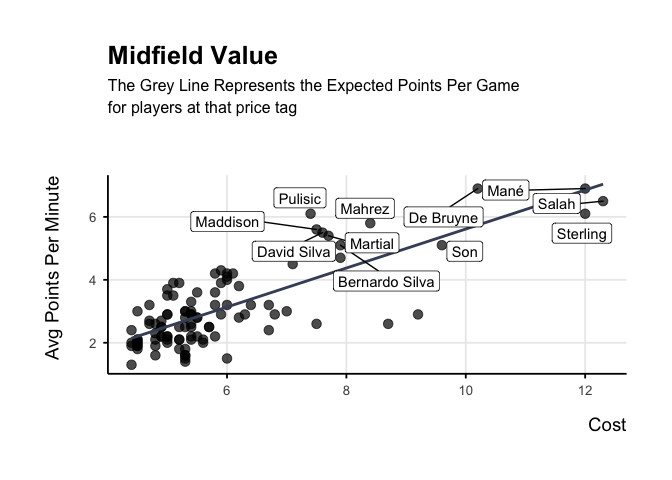 Midfield Value
The Grey Line Represents the Expected Points Per Game
for players at that price tag
Avg Points Per Minute
6
4
2
Pulisic
Maddison
Mahrez
David Silva
Martial
Bernardo Silva
De Bruyne
Mané
Salah
Sterling
Son
6
8
10
12
Cost